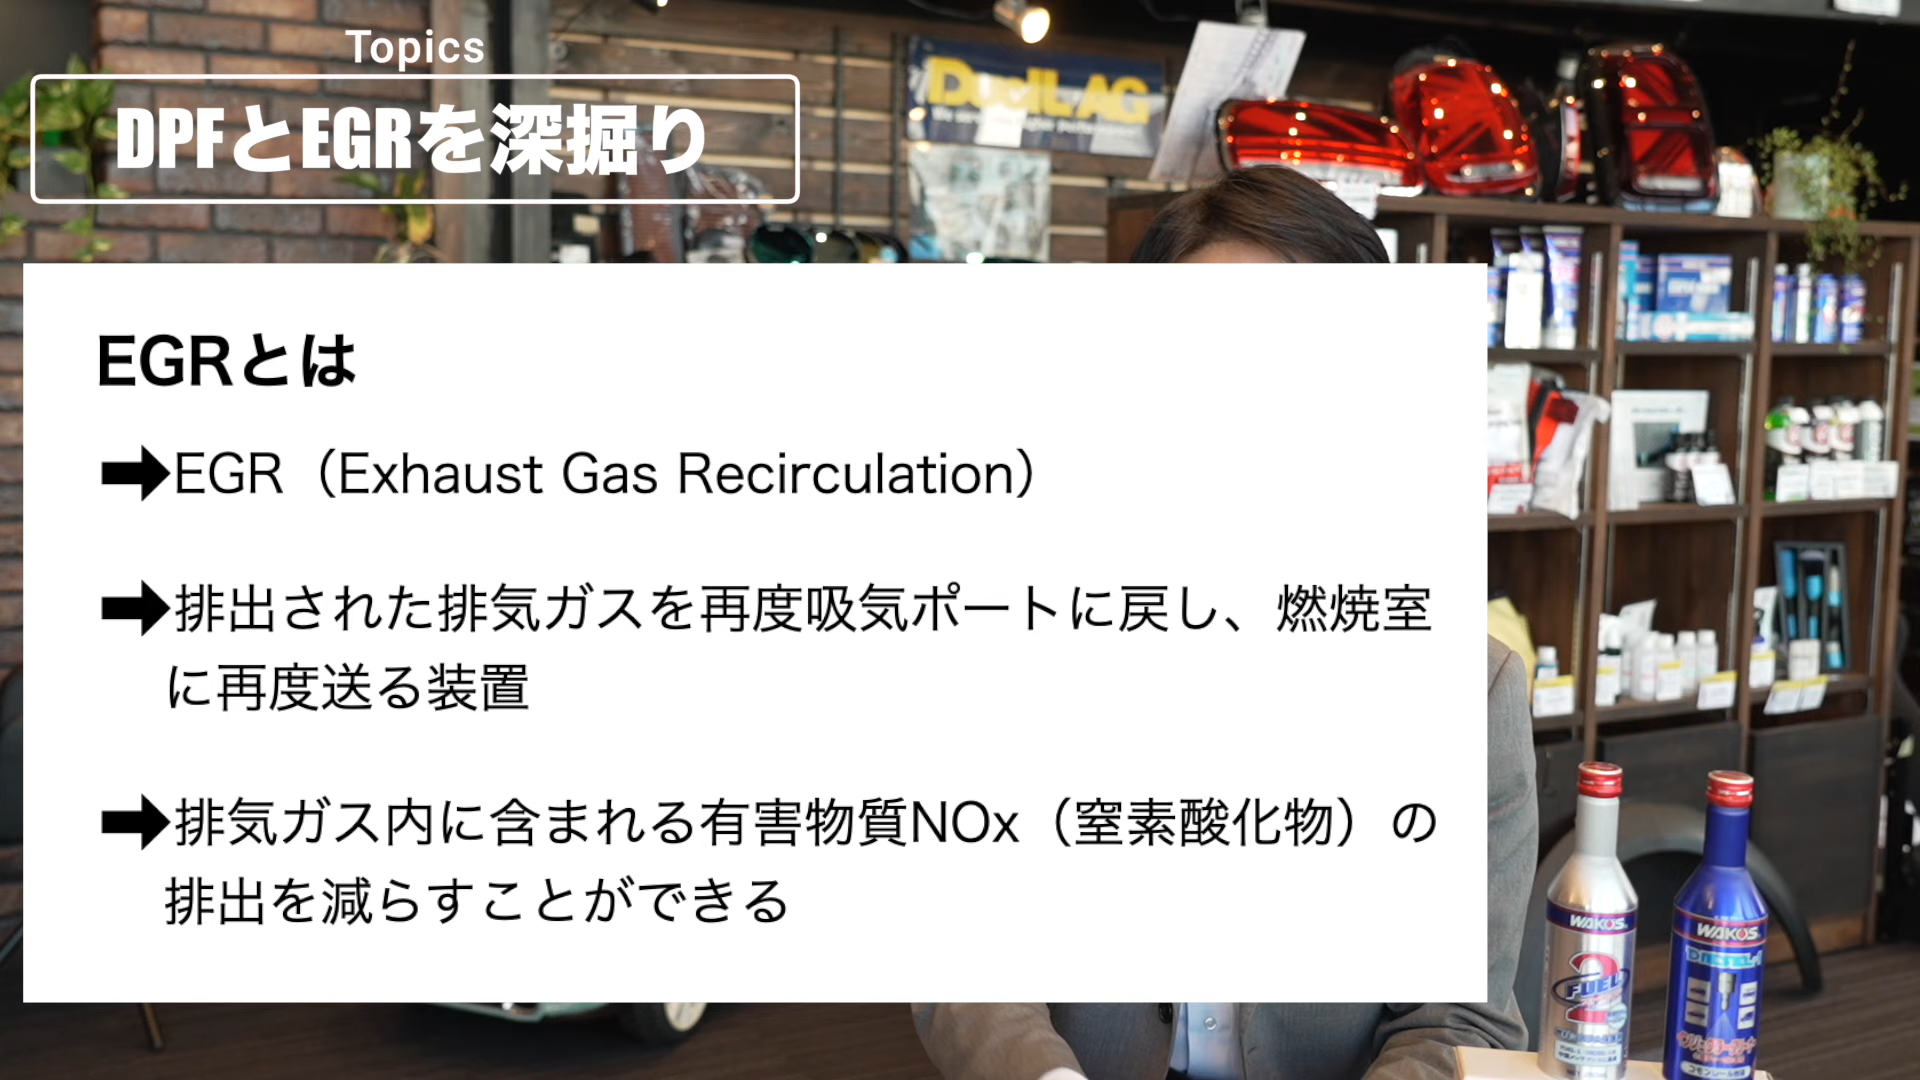 Topics
DPFとEGRを深掘り
EGRとは
➡EGR（Exhaust Gas Recirculation）
➡排出された排気ガスを再度吸気ポートに戻し、燃焼室
に再度送る装置
➡排気ガス内に含まれる有害物質NOx（窒素酸化物）の
排出を減らすことができる
WAKO'S
FUEL
2
WAKO'S
DIESEL-1